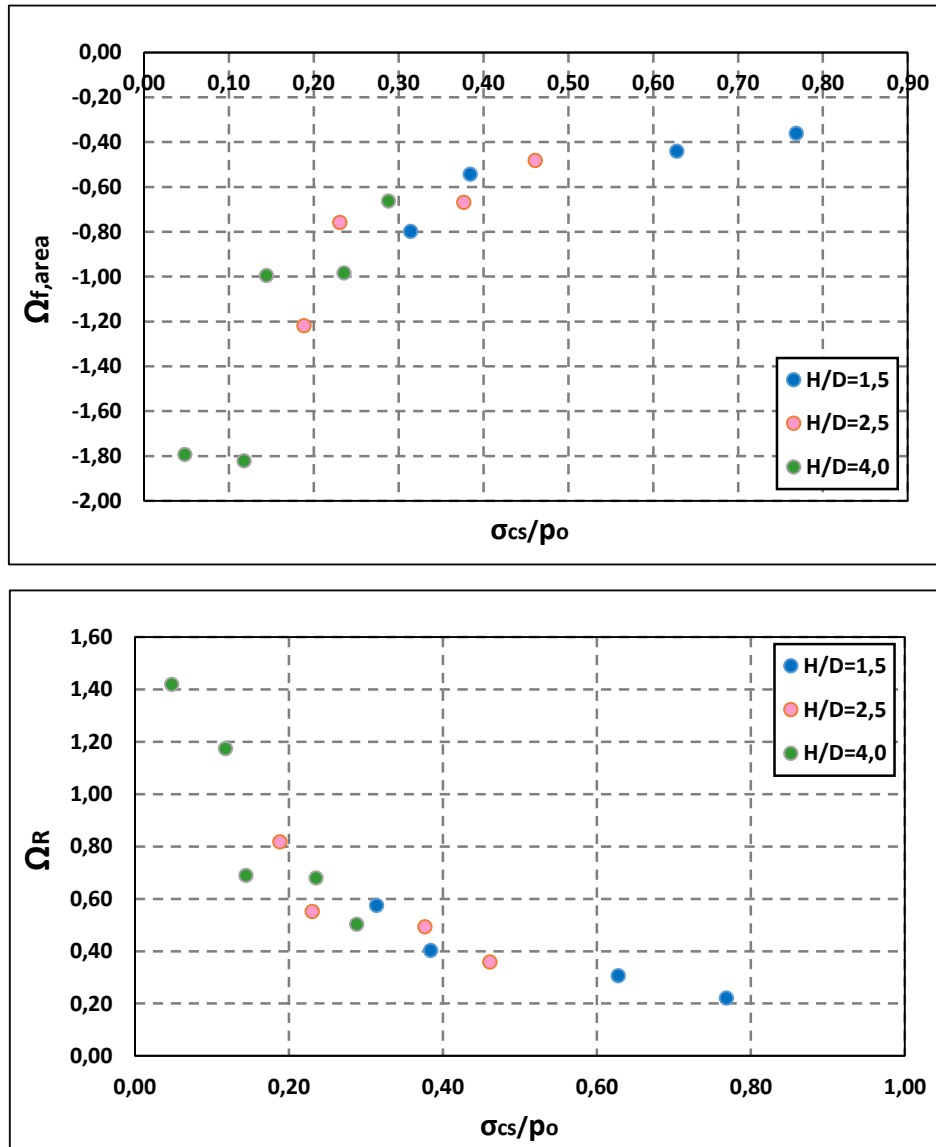 0,00
0,00 0,10 0,20 0,30 0,40 0,50 0,60 0,70 0,80 0,90
-0,20
-0,40
-0,60
-0,80
-1,00
-1,20
-1,40
-1,60
-1,80
-2,00
Ωf,area
H/D=1,5
H/D=2,5
H/D=4,0
σcs/po
1,60
1,40
1,20
1,00
0,80
0,60
0,40
0,20
0,00
ΩR
H/D=1,5
H/D=2,5
H/D=4,0
0,00 0,20 0,40 0,60 0,80 1,00
σcs/po